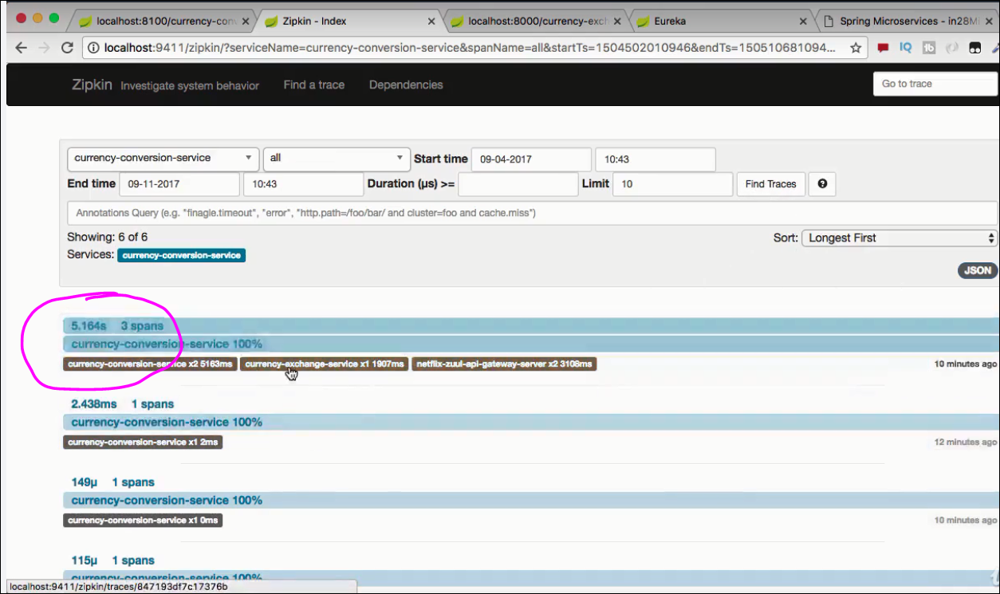 localhost:8100/currency-con
Zipkin - Index
localhost:8000/currency-exch
Eureka
Spring Microservices - in28Mi
localhost:9411/zipkin/?serviceName=currency-conversion-service&spanName=all&startTs=1504502010946&endTs=150510681094...
IQ
Zipkin Investigate system behavior Find a trace Dependencies Go to trace
currency-conversion-service all Start time 09-04-2017 10:43
End time 09-11-2017 10:43 Duration (μs) >= Limit 10 Find Traces
Annotations Query (e.g. "finagle.timeout", "error", "http.path=/foo/bar/ and cluster=foo and cache.miss")
Showing: 6 of 6 Sort: Longest First
Services: currency-conversion-service
JSON
5.164s 3 spans
currency-conversion-service 100%
currency-conversion-service x2 5163ms currency-exchange-service x1 1907ms netflix-zuul-api-gateway-server x2 3108ms 10 minutes ago
2.438ms 1 spans
currency-conversion-service 100%
currency-conversion-service x1 2ms 12 minutes ago
149μ 1 spans
currency-conversion-service 100%
currency-conversion-service x1 0ms 10 minutes ago
115μ 1 spans
currency-conversion-service 100%
localhost:9411/zipkin/traces/847193df7c17376b